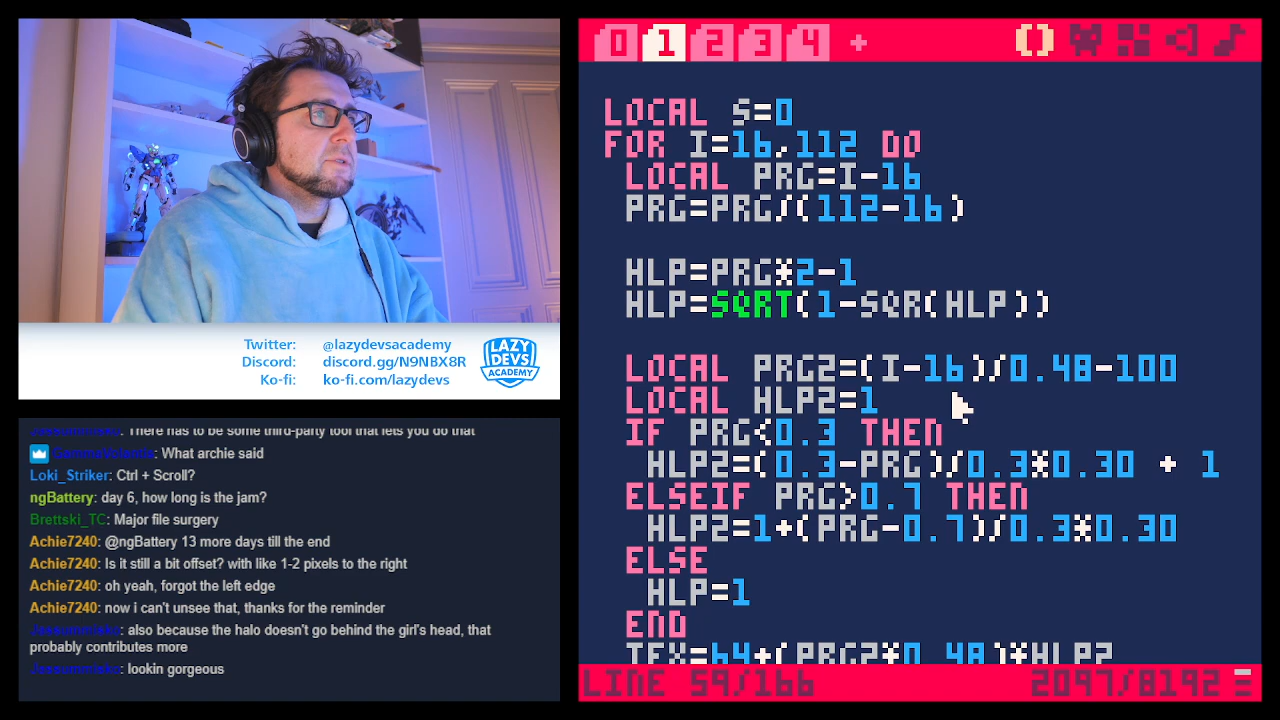 Twitter: @lazydevsacademy
Discord: discord.gg/N9NBX8R
Ko-fi: ko-fi.com/lazydevs
LAZY
DEVS
ACADEMY
There has to be some third-party tool that lets you do that
What archie said
Loki_Striker: Ctrl + Scroll?
ngBattery: day 6, how long is the jam?
Brettski_TC: Major file surgery
Achie7240: @ngBattery 13 more days till the end
Achie7240: Is it still a bit offset? with like 1-2 pixels to the right
Achie7240: oh yeah, forgot the left edge
Achie7240: now i can't unsee that, thanks for the reminder
also because the halo doesn't go behind the girl's head, that
probably contributes more
lookin gorgeous
0 1 2 3 4 +
LOCAL S=0
FOR I=16,112 DO
LOCAL PRG=I-16
PRG=PRG/(112-16)
HLP=PRG*2-1
HLP=SQRT(1-SQR(HLP))
LOCAL PRG2=(I-16)/0.48-100
LOCAL HLP2=1
IF PRG<0.3 THEN
HLP2=(0.3-PRG)/0.3*0.30 + 1
ELSEIF PRG>0.7 THEN
HLP2=1+(PRG-0.7)/0.3*0.30
ELSE
HLP=1
END
TEX=64+(PRG2*0.48)*HLP2
LINE 59/166 2097/8192